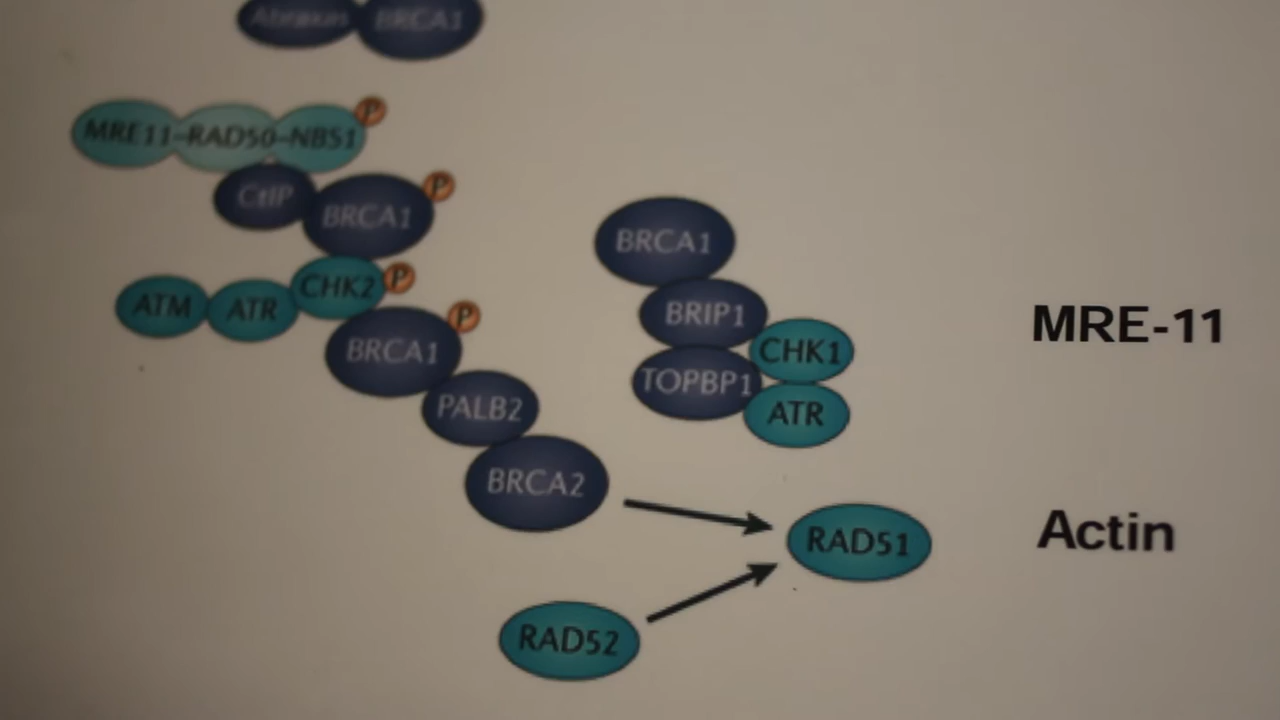 Abraxas BRCA1
MRE11-RAD50-NBS1 P
CtIP BRCA1 P
ATM ATR CHK2 P
BRCA1 P
PALB2
BRCA2
BRCA1
BRIP1
TOPBP1 CHK1
ATR
RAD51
RAD52
MRE-11
Actin